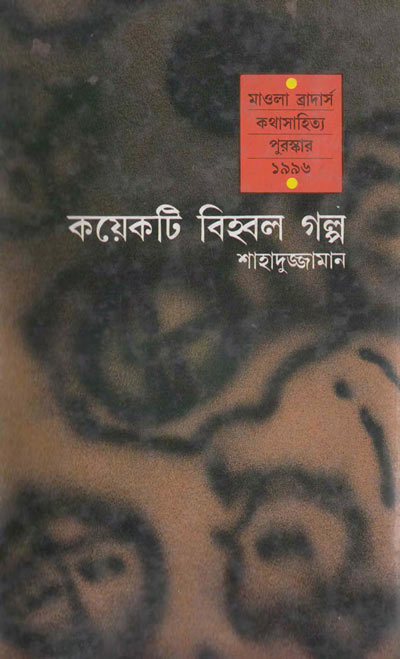 মাওলা ব্রাদার্স
কথাসাহিত্য
পুরস্কার
১৯৯৬
কয়েকটি বিহ্বল গল্প
শাহাদুজ্জামান